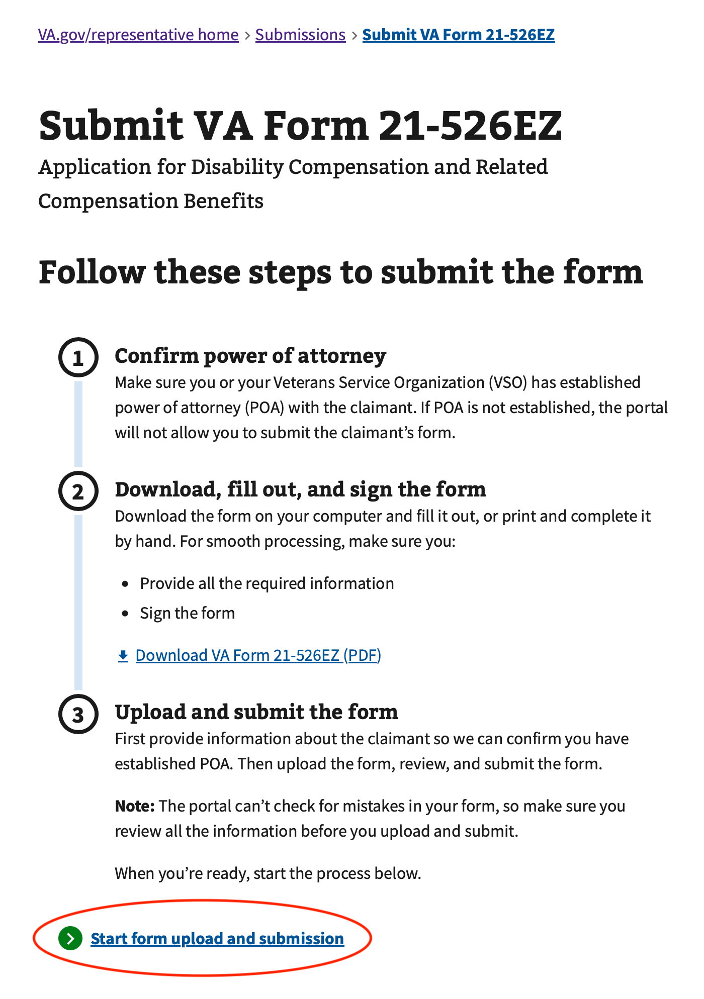 VA.gov/representative home › Submissions › Submit VA Form 21-526EZ
Submit VA Form 21-526EZ
Application for Disability Compensation and Related
Compensation Benefits
Follow these steps to submit the form
1 Confirm power of attorney
Make sure you or your Veterans Service Organization (VSO) has established
power of attorney (POA) with the claimant. If POA is not established, the portal
will not allow you to submit the claimant’s form.
2 Download, fill out, and sign the form
Download the form on your computer and fill it out, or print and complete it
by hand. For smooth processing, make sure you:
• Provide all the required information
• Sign the form
Download VA Form 21-526EZ (PDF)
3 Upload and submit the form
First provide information about the claimant so we can confirm you have
established POA. Then upload the form, review, and submit the form.
Note: The portal can’t check for mistakes in your form, so make sure you
review all the information before you upload and submit.
When you’re ready, start the process below.
Start form upload and submission